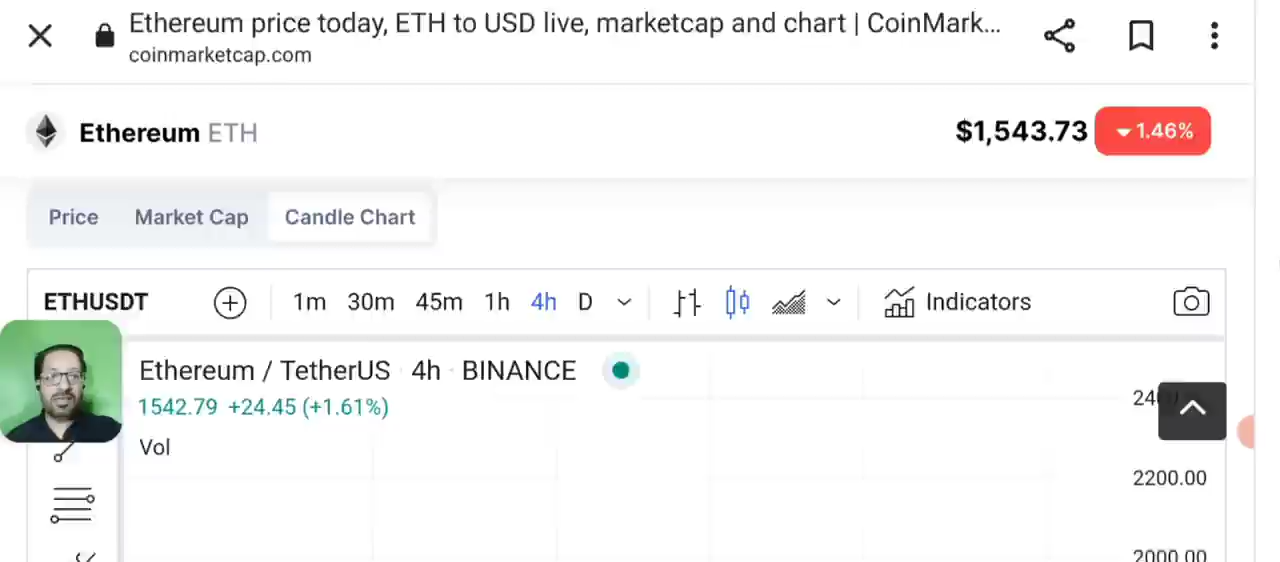 Ethereum price today, ETH to USD live, marketcap and chart | CoinMark...
coinmarketcap.com
Ethereum ETH
$1,543.73
1.46%
Price Market Cap Candle Chart
ETHUSDT 1m 30m 45m 1h 4h D Indicators
Ethereum / TetherUS · 4h · BINANCE
1542.79 +24.45 (+1.61%)
Vol
2200.00
2000.00